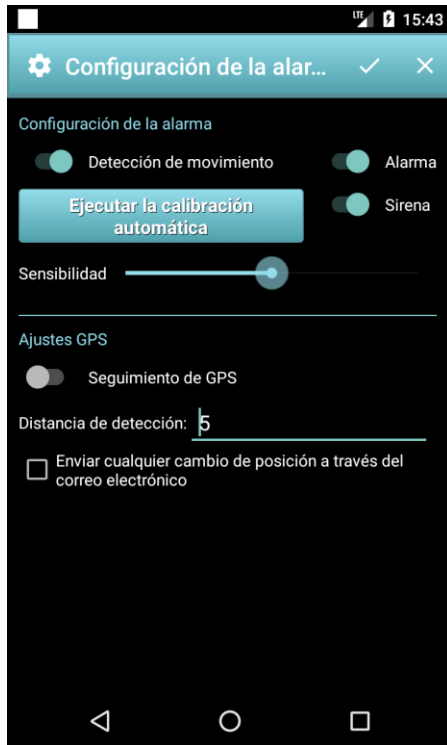 LTE 15:43
Configuración de la alar...
Configuración de la alarma
Detección de movimiento
Alarma
Ejecutar la calibración
automática
Sirena
Sensibilidad
Ajustes GPS
Seguimiento de GPS
Distancia de detección: 5
Enviar cualquier cambio de posición a través del
correo electrónico